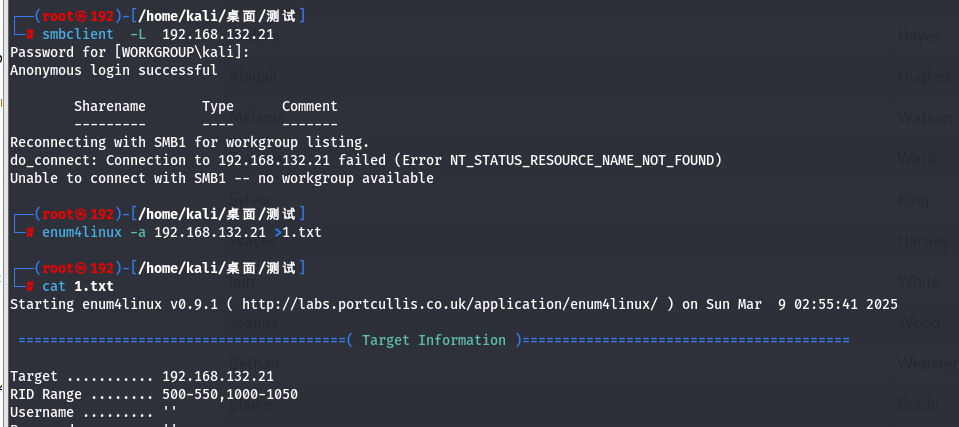 ┌──(root㉿192)-[/home/kali/桌面/测试]
└─# smbclient  -L  192.168.132.21
Password for [WORKGROUP\kali]:
Anonymous login successful
        Sharename       Type      Comment
        ---------       ----      -------
Reconnecting with SMB1 for workgroup listing.
do_connect: Connection to 192.168.132.21 failed (Error NT_STATUS_RESOURCE_NAME_NOT_FOUND)
Unable to connect with SMB1 -- no workgroup available
┌──(root㉿192)-[/home/kali/桌面/测试]
└─# enum4linux -a 192.168.132.21 >1.txt
┌──(root㉿192)-[/home/kali/桌面/测试]
└─# cat 1.txt
Starting enum4linux v0.9.1 ( http://labs.portcullis.co.uk/application/enum4linux/ ) on Sun Mar  9 02:55:41 2025
 =========================================( Target Information )=========================================
Target ........... 192.168.132.21
RID Range ........ 500-550,1000-1050
Username ......... ''
Abigail
Melanie
Sylvia
Wayne
Iain
Joanna
Bethan
Elaine
Hayes
Hughes
Watson
Ward
King
Hartley
White
Wood
Webster
Brady